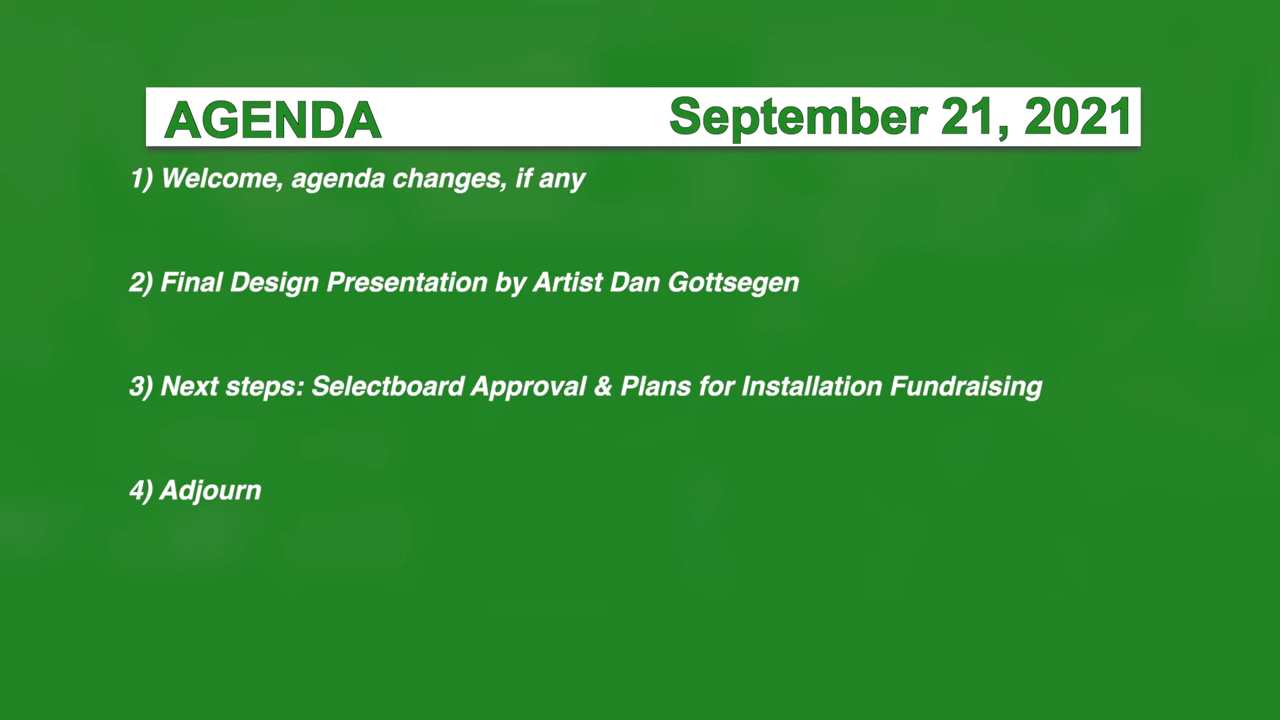 AGENDA September 21, 2021
1) Welcome, agenda changes, if any
2) Final Design Presentation by Artist Dan Gottsegen
3) Next steps: Selectboard Approval & Plans for Installation Fundraising
4) Adjourn